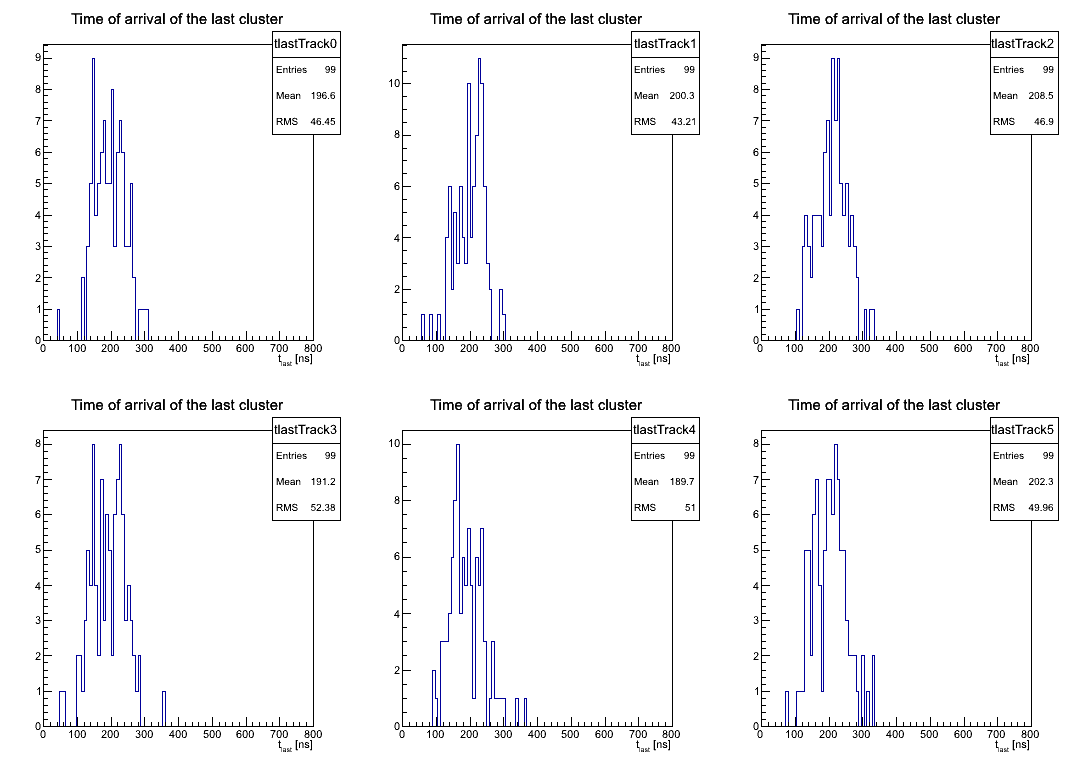 Time of arrival of the last cluster
tlastTrack0
Entries 99
Mean 196.6
RMS 46.45
9
8
7
6
5
4
3
2
1
0
0 100 200 300 400 500 600 700 800
t_last [ns]
Time of arrival of the last cluster
tlastTrack1
Entries 99
Mean 200.3
RMS 43.21
10
8
6
4
2
0
0 100 200 300 400 500 600 700 800
t_last [ns]
Time of arrival of the last cluster
tlastTrack2
Entries 99
Mean 208.5
RMS 46.9
9
8
7
6
5
4
3
2
1
0
0 100 200 300 400 500 600 700 800
t_last [ns]
Time of arrival of the last cluster
tlastTrack3
Entries 99
Mean 191.2
RMS 52.38
8
7
6
5
4
3
2
1
0
0 100 200 300 400 500 600 700 800
t_last [ns]
Time of arrival of the last cluster
tlastTrack4
Entries 99
Mean 189.7
RMS 51
10
8
6
4
2
0
0 100 200 300 400 500 600 700 800
t_last [ns]
Time of arrival of the last cluster
tlastTrack5
Entries 99
Mean 202.3
RMS 49.96
8
7
6
5
4
3
2
1
0
0 100 200 300 400 500 600 700 800
t_last [ns]